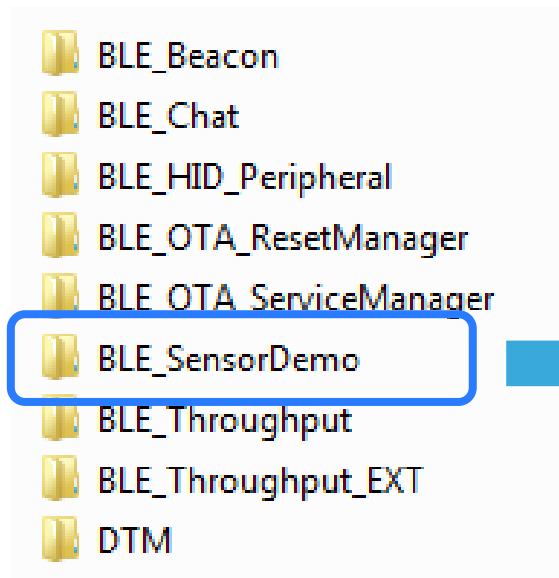 BLE_Beacon
BLE_Chat
BLE_HID_Peripheral
BLE_OTA_ResetManager
BLE_OTA_ServiceManager
BLE_SensorDemo
BLE_Throughput
BLE_Throughput_EXT
DTM